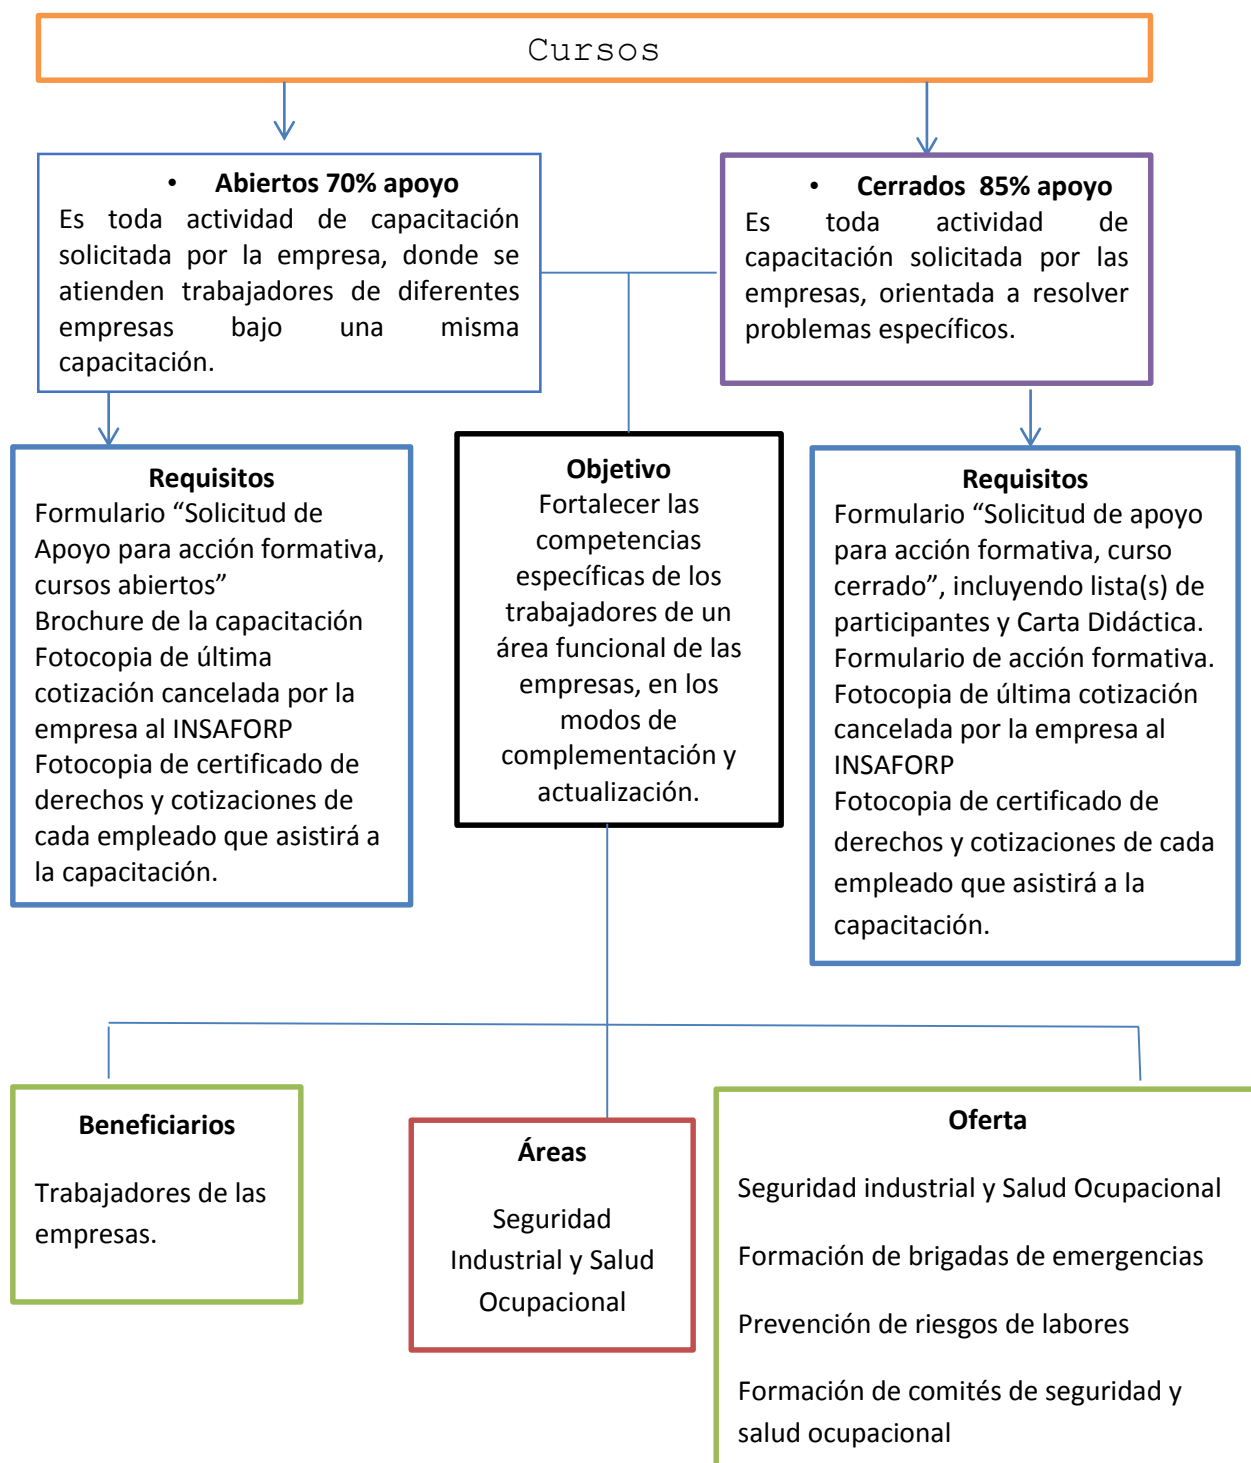 Cursos
• Abiertos 70% apoyo
Es toda actividad de capacitación
solicitada por la empresa, donde se
atienden trabajadores de diferentes
empresas bajo una misma
capacitación.
• Cerrados 85% apoyo
Es toda actividad de
capacitación solicitada por las
empresas, orientada a resolver
problemas específicos.
Requisitos
Formulario “Solicitud de
Apoyo para acción formativa,
cursos abiertos”
Brochure de la capacitación
Fotocopia de última
cotización cancelada por la
empresa al INSAFORP
Fotocopia de certificado de
derechos y cotizaciones de
cada empleado que asistirá a
la capacitación.
Objetivo
Fortalecer las
competencias
específicas de los
trabajadores de un
área funcional de las
empresas, en los
modos de
complementación y
actualización.
Requisitos
Formulario “Solicitud de apoyo
para acción formativa, curso
cerrado”, incluyendo lista(s) de
participantes y Carta Didáctica.
Formulario de acción formativa.
Fotocopia de última cotización
cancelada por la empresa al
INSAFORP
Fotocopia de certificado de
derechos y cotizaciones de cada
empleado que asistirá a la
capacitación.
Beneficiarios
Trabajadores de las
empresas.
Áreas
Seguridad
Industrial y Salud
Ocupacional
Oferta
Seguridad industrial y Salud Ocupacional
Formación de brigadas de emergencias
Prevención de riesgos de labores
Formación de comités de seguridad y
salud ocupacional